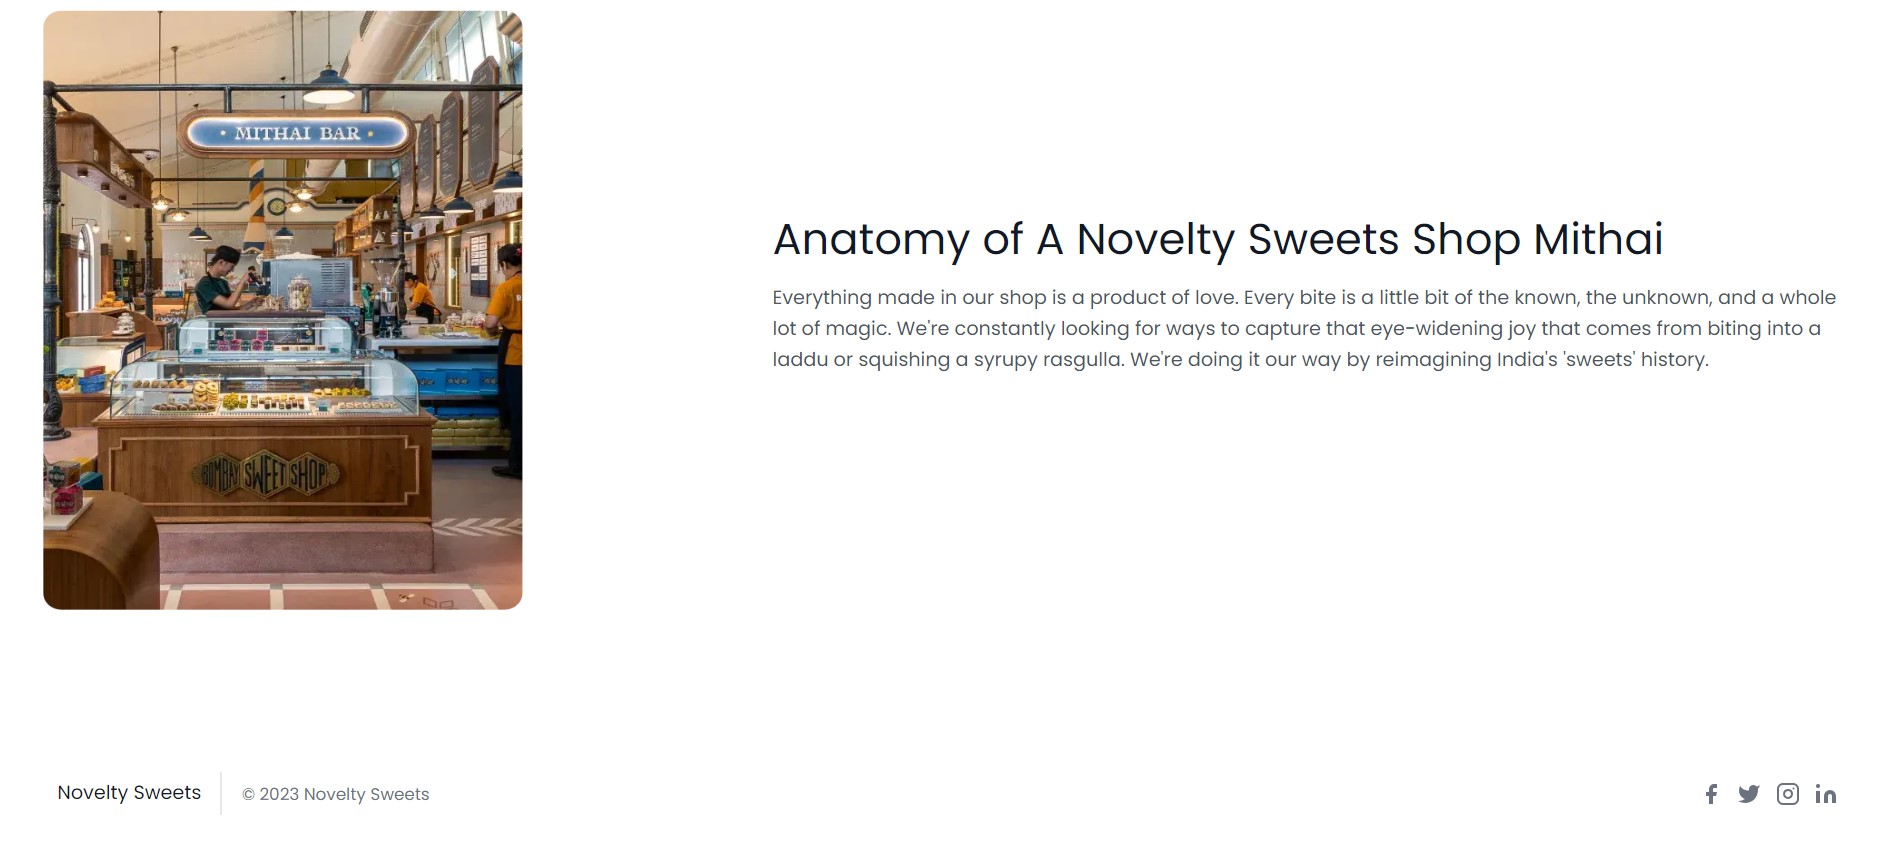 · MITHAI BAR ·
BOMBAY SWEET SHOP
Anatomy of A Novelty Sweets Shop Mithai
Everything made in our shop is a product of love. Every bite is a little bit of the known, the unknown, and a whole
lot of magic. We're constantly looking for ways to capture that eye-widening joy that comes from biting into a
laddu or squishing a syrupy rasgulla. We're doing it our way by reimagining India's 'sweets' history.
Novelty Sweets
© 2023 Novelty Sweets